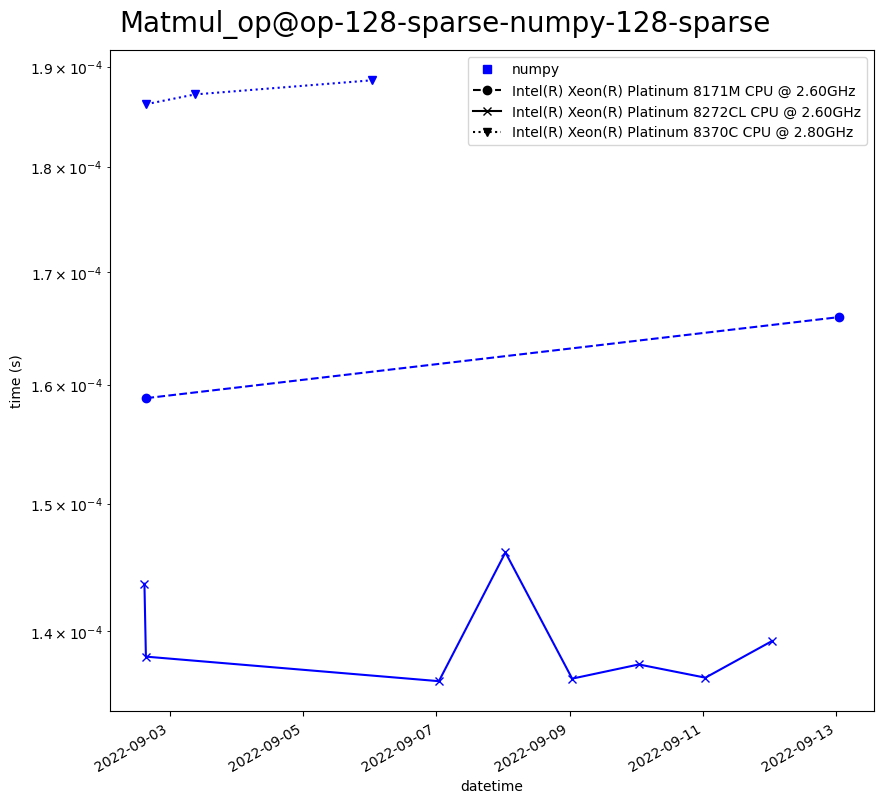 Matmul_op@op-128-sparse-numpy-128-sparse
numpy
Intel(R) Xeon(R) Platinum 8171M CPU @ 2.60GHz
Intel(R) Xeon(R) Platinum 8272CL CPU @ 2.60GHz
Intel(R) Xeon(R) Platinum 8370C CPU @ 2.80GHz
1.9 × 10⁻⁴
1.8 × 10⁻⁴
1.7 × 10⁻⁴
1.6 × 10⁻⁴
1.5 × 10⁻⁴
1.4 × 10⁻⁴
time (s)
2022-09-03
2022-09-05
2022-09-07
2022-09-09
2022-09-11
2022-09-13
datetime